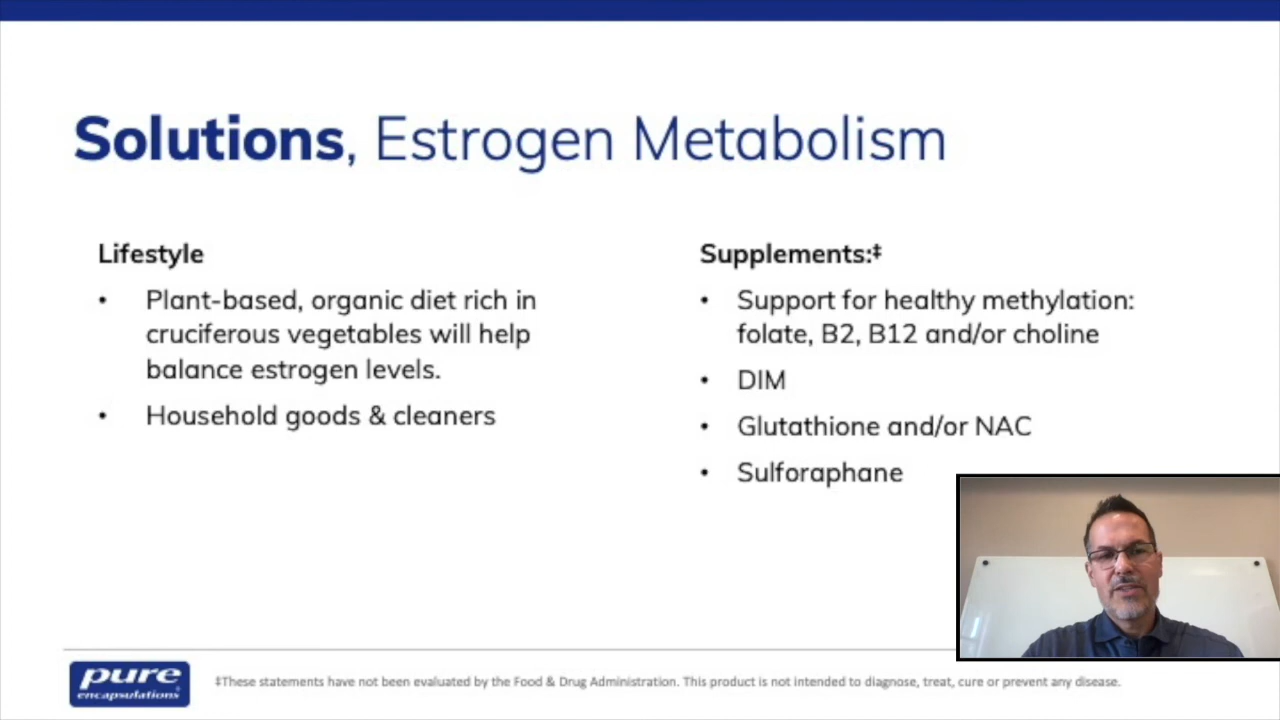 Solutions, Estrogen Metabolism
Lifestyle
• Plant-based, organic diet rich in
cruciferous vegetables will help
balance estrogen levels.
• Household goods & cleaners
Supplements:‡
• Support for healthy methylation:
folate, B2, B12 and/or choline
• DIM
• Glutathione and/or NAC
• Sulforaphane
pure
encapsulations®
‡These statements have not been evaluated by the Food & Drug Administration. This product is not intended to diagnose, treat, cure or prevent any disease.